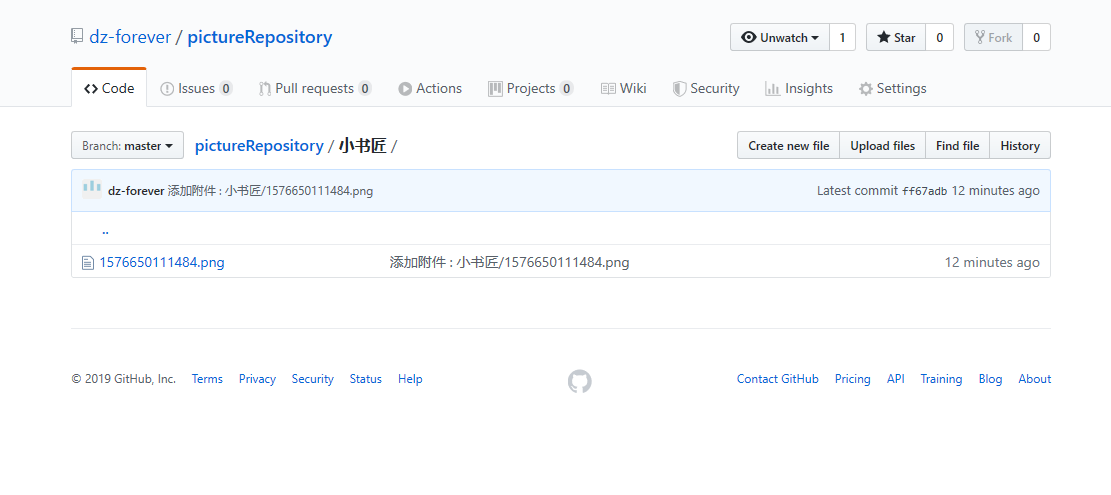 dz-forever / pictureRepository
Unwatch 1 Star 0 Fork 0
Code Issues 0 Pull requests 0 Actions Projects 0 Wiki Security Insights Settings
Branch: master pictureRepository / 小书匠 / Create new file Upload files Find file History
dz-forever 添加附件 : 小书匠/1576650111484.png Latest commit ff67adb 12 minutes ago
..
1576650111484.png 添加附件 : 小书匠/1576650111484.png 12 minutes ago
© 2019 GitHub, Inc. Terms Privacy Security Status Help Contact GitHub Pricing API Training Blog About